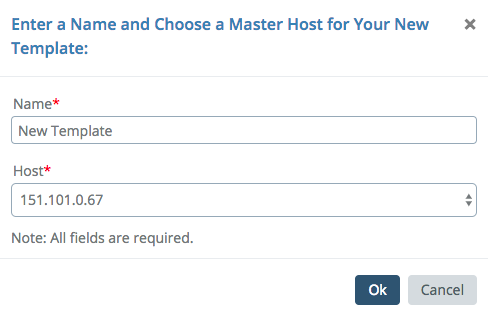 Enter a Name and Choose a Master Host for Your New
Template:
Name*
New Template
Host*
151.101.0.67
Note: All fields are required.
Ok
Cancel